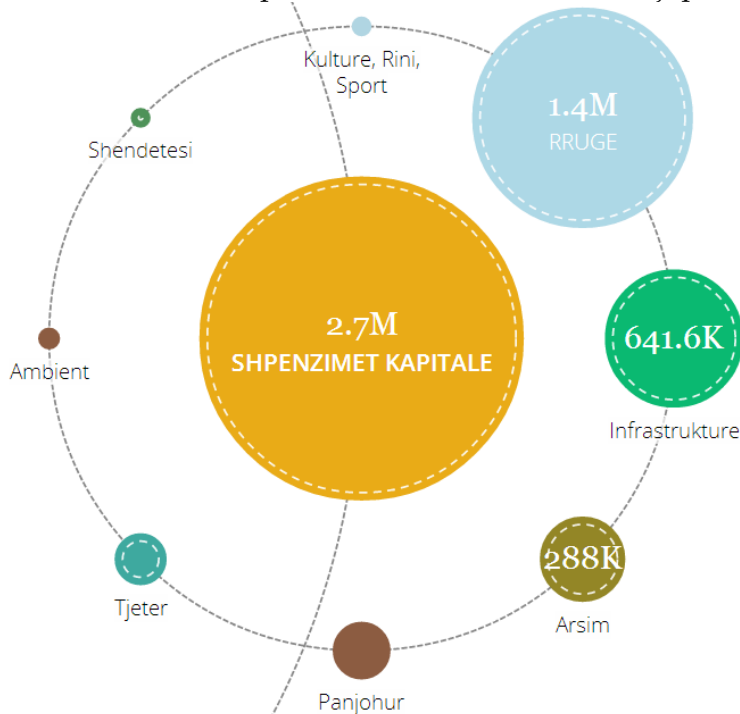 Kulture, Rini,
Sport
1.4M
RRUGE
Shendetesi
2.7M
SHPENZIMET KAPITALE
641.6K
Infrastrukture
Ambient
288K
Arsim
Tjeter
Panjohur